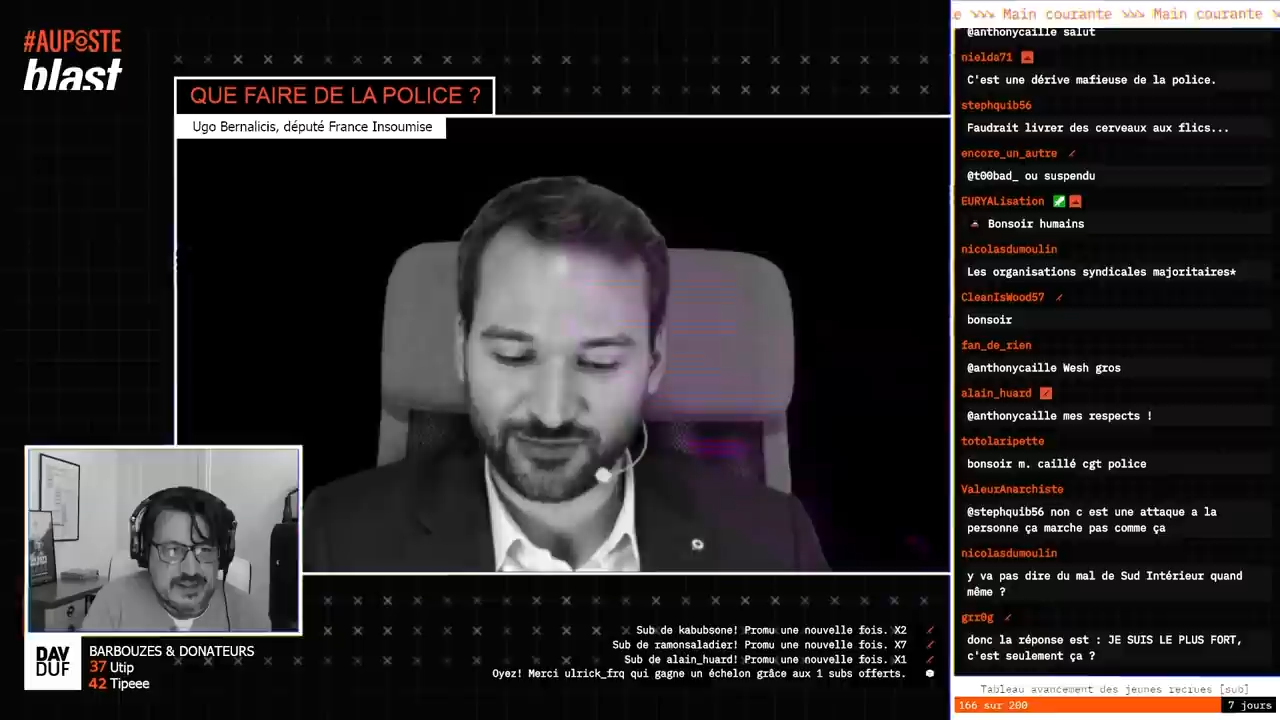 #AUPOSTE
blast
QUE FAIRE DE LA POLICE ?
Ugo Bernalicis, député France Insoumise
DAV
DUF
BARBOUZES & DONATEURS
37 Utip
42 Tipeee
Sub de kabubsone! Promu une nouvelle fois. X2
Sub de ramonsaladier! Promu une nouvelle fois. X7
Sub de alain_huard! Promu une nouvelle fois. X1
Oyez! Merci ulrick_frq qui gagne un échelon grâce aux 1 subs offerts.
e >>> Main courante >>> Main courante >
@anthonycaille salut
nielda71
C'est une dérive mafieuse de la police.
stephquib56
Faudrait livrer des cerveaux aux flics...
encore_un_autre
@t00bad_ ou suspendu
EURYALisation
Bonsoir humains
nicolasdumoulin
Les organisations syndicales majoritaires*
CleanIsWood57
bonsoir
fan_de_rien
@anthonycaille Wesh gros
alain_huard
@anthonycaille mes respects !
totolaripette
bonsoir m. caillé cgt police
ValeurAnarchiste
@stephquib56 non c est une attaque a la
personne ça marche pas comme ça
nicolasdumoulin
y va pas dire du mal de Sud Intérieur quand
même ?
grr0g
donc la réponse est : JE SUIS LE PLUS FORT,
c'est seulement ça ?
Tableau avancement des jeunes recrues [sub]
166 sur 200
7 jours